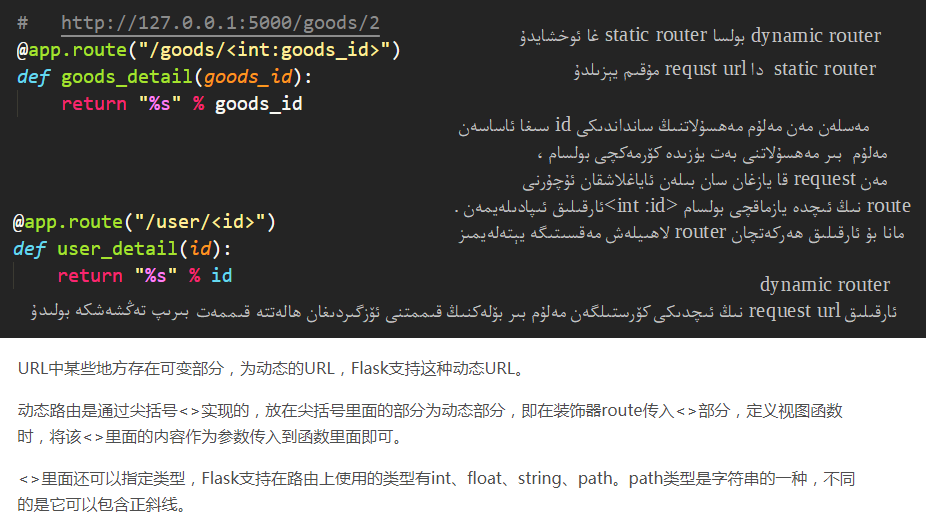 # http://127.0.0.1:5000/goods/2
@app.route("/goods/<int:goods_id>")
def goods_detail(goods_id):
return "%s" % goods_id
@app.route("/user/<id>")
def user_detail(id):
return "%s" % id
dynamic router بولسا static router غا ئوخشايدۇ
static router دا requst url مۇقىم يېزىلدۇ
مەسلەن مەن مەلۇم مەھسۇلاتنىڭ سانداندىكى id سىغا ئاساسەن
مەلۇم بىر مەھسۇلاتنى بەت يۈزىدە كۆرمەكچى بولسام ،
مەن request قا يازغان سان بىلەن ئاياغلاشقان ئۇچۇرنى
route نىڭ ئىچدە يازماقچى بولسام <int :id>ئارقىلىق ئىپادىلەيمەن .
مانا بۇ ئارقىلىق ھەركەتچان router لاھىيلەش مەقسىتىگە يېتەلەيمىز
dynamic router
ئارقىلىق request url نىڭ ئىچدىكى كۆرستىلگەن مەلۇم بىر بۆلەكنىڭ قىممىتنى ئۆزگىردىغان ھالەتتە قىممەت بىرىپ تەڭشەشكە بولىدۇ
URL中某些地方存在可变部分，为动态的URL，Flask支持这种动态URL。
动态路由是通过尖括号<>实现的，放在尖括号里面的部分为动态部分，即在装饰器route传入<>部分，定义视图函数
时，将该<>里面的内容作为参数传入到函数里面即可。
<>里面还可以指定类型，Flask支持在路由上使用的类型有int、float、string、path。path类型是字符串的一种，不同
的是它可以包含正斜线。